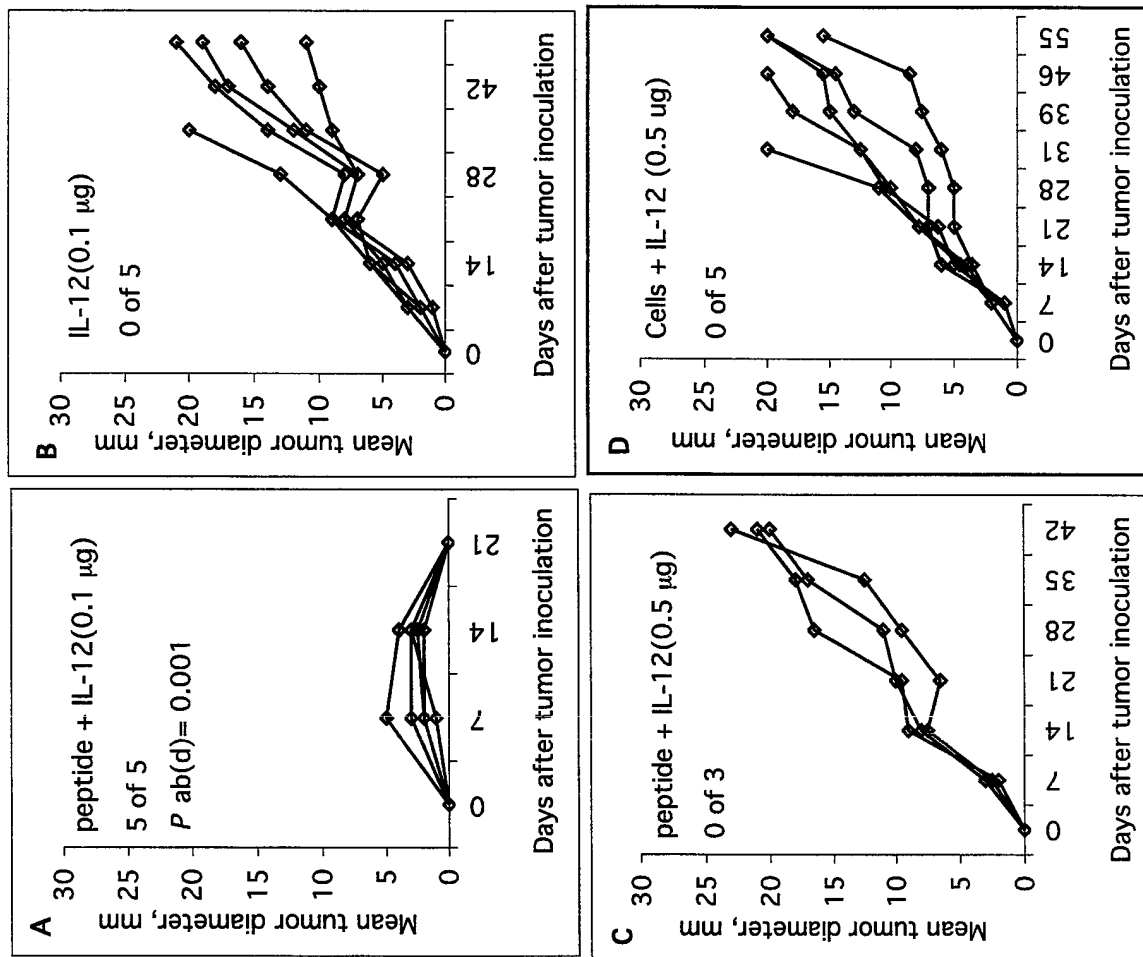 A
peptide + IL-12(0.1 µg)
5 of 5
P ab(d)= 0.001
Mean tumor diameter, mm
30
25
20
15
10
5
0
0 7 14 21
Days after tumor inoculation
B
IL-12(0.1 µg)
0 of 5
Mean tumor diameter, mm
30
25
20
15
10
5
0
0 14 28 42
Days after tumor inoculation
C
peptide + IL-12(0.5 µg)
0 of 3
Mean tumor diameter, mm
30
25
20
15
10
5
0
0 7 14 21 28 35 42
Days after tumor inoculation
D
Cells + IL-12 (0.5 ug)
0 of 5
Mean tumor diameter, mm
30
25
20
15
10
5
0
0 7 14 21 28 31 39 46 55
Days after tumor inoculation